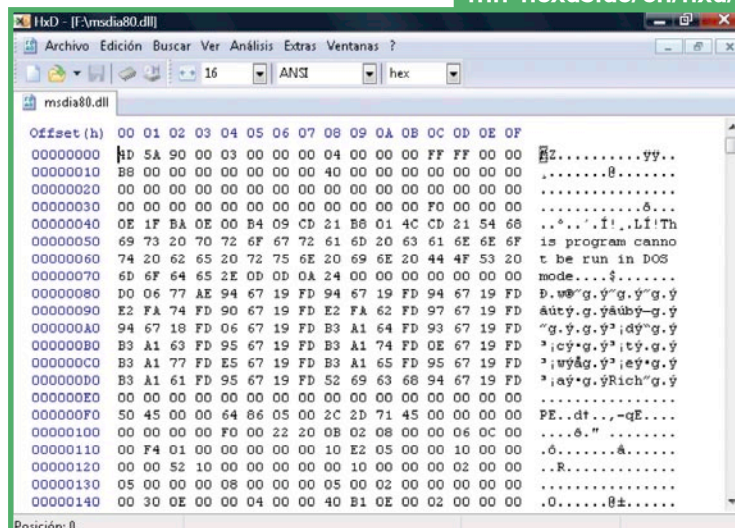 HxD - [F:\msdia80.dll]
Archivo Edición Buscar Ver Análisis Extras Ventanas ?
16 ANSI hex
msdia80.dll
Offset(h) 00 01 02 03 04 05 06 07 08 09 0A 0B 0C 0D 0E 0F
00000000 4D 5A 90 00 03 00 00 00 04 00 00 00 FF FF 00 00 MZ..........ÿÿ..
00000010 B8 00 00 00 00 00 00 00 40 00 00 00 00 00 00 00 ¸.......@.......
00000020 00 00 00 00 00 00 00 00 00 00 00 00 00 00 00 00 ................
00000030 00 00 00 00 00 00 00 00 00 00 00 00 F0 00 00 00 ............ð...
00000040 0E 1F BA 0E 00 B4 09 CD 21 B8 01 4C CD 21 54 68 ..º..´.Í!¸.LÍ!Th
00000050 69 73 20 70 72 6F 67 72 61 6D 20 63 61 6E 6E 6F is program canno
00000060 74 20 62 65 20 72 75 6E 20 69 6E 20 44 4F 53 20 t be run in DOS
00000070 6D 6F 64 65 2E 0D 0D 0A 24 00 00 00 00 00 00 00 mode....$.......
00000080 D0 06 77 AE 94 67 19 FD 94 67 19 FD 94 67 19 FD Ð.w®"g.ý"g.ý"g.ý
00000090 E2 FA 74 FD 90 67 19 FD E2 FA 62 FD 97 67 19 FD âútý.g.ýâúbý—g.ý
000000A0 94 67 18 FD 06 67 19 FD B3 A1 64 FD 93 67 19 FD "g.ý.g.ý³¡dý"g.ý
000000B0 B3 A1 63 FD 95 67 19 FD B3 A1 74 FD 0E 67 19 FD ³¡cý•g.ý³¡tý.g.ý
000000C0 B3 A1 77 FD E5 67 19 FD B3 A1 65 FD 95 67 19 FD ³¡wýåg.ý³¡eý•g.ý
000000D0 B3 A1 61 FD 95 67 19 FD 52 69 63 68 94 67 19 FD ³¡aý•g.ýRich"g.ý
000000E0 00 00 00 00 00 00 00 00 00 00 00 00 00 00 00 00 ................
000000F0 50 45 00 00 64 86 05 00 2C 2D 71 45 00 00 00 00 PE..d†..,-qE....
00000100 00 00 00 00 F0 00 22 20 0B 02 08 00 00 06 0C 00 ....ð." ........
00000110 00 F4 01 00 00 00 00 00 10 E2 05 00 00 10 00 00 .ô.......â......
00000120 00 00 52 10 00 00 00 00 00 10 00 00 00 02 00 00 ..R.............
00000130 05 00 00 00 08 00 00 00 05 00 02 00 00 00 00 00 ................
00000140 00 30 0E 00 00 04 00 00 40 B1 0E 00 02 00 00 00 .0......@±......
Posición: 0